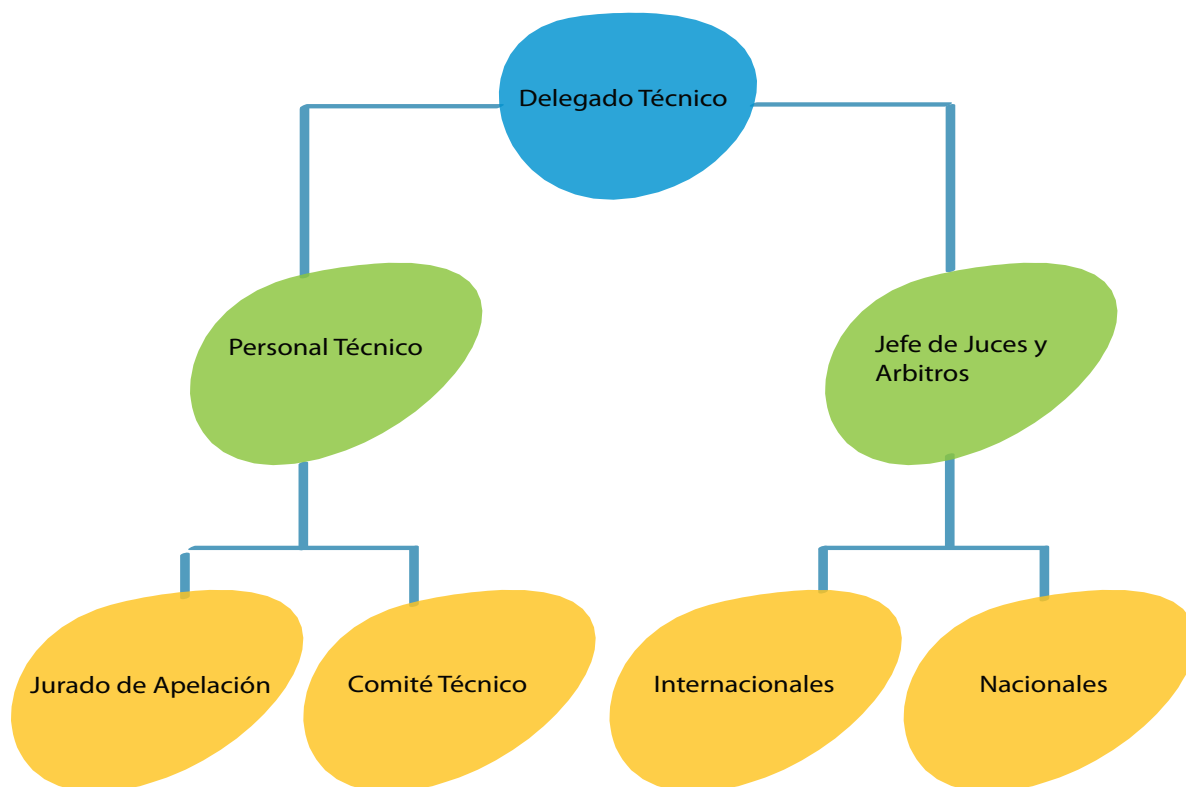 Delegado Técnico
Personal Técnico
Jefe de Juces y
Arbitros
Jurado de Apelación
Comité Técnico
Internacionales
Nacionales